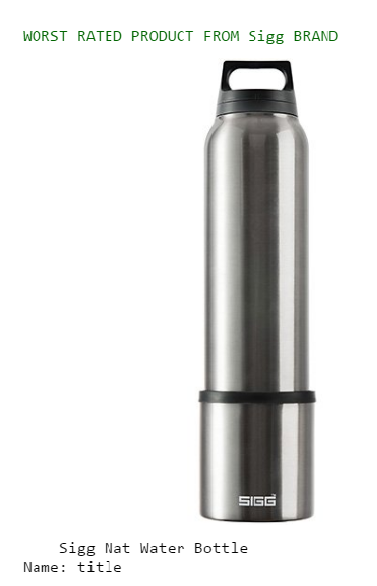 WORST RATED PRODUCT FROM Sigg BRAND
SIGG
Sigg Nat Water Bottle
Name: title